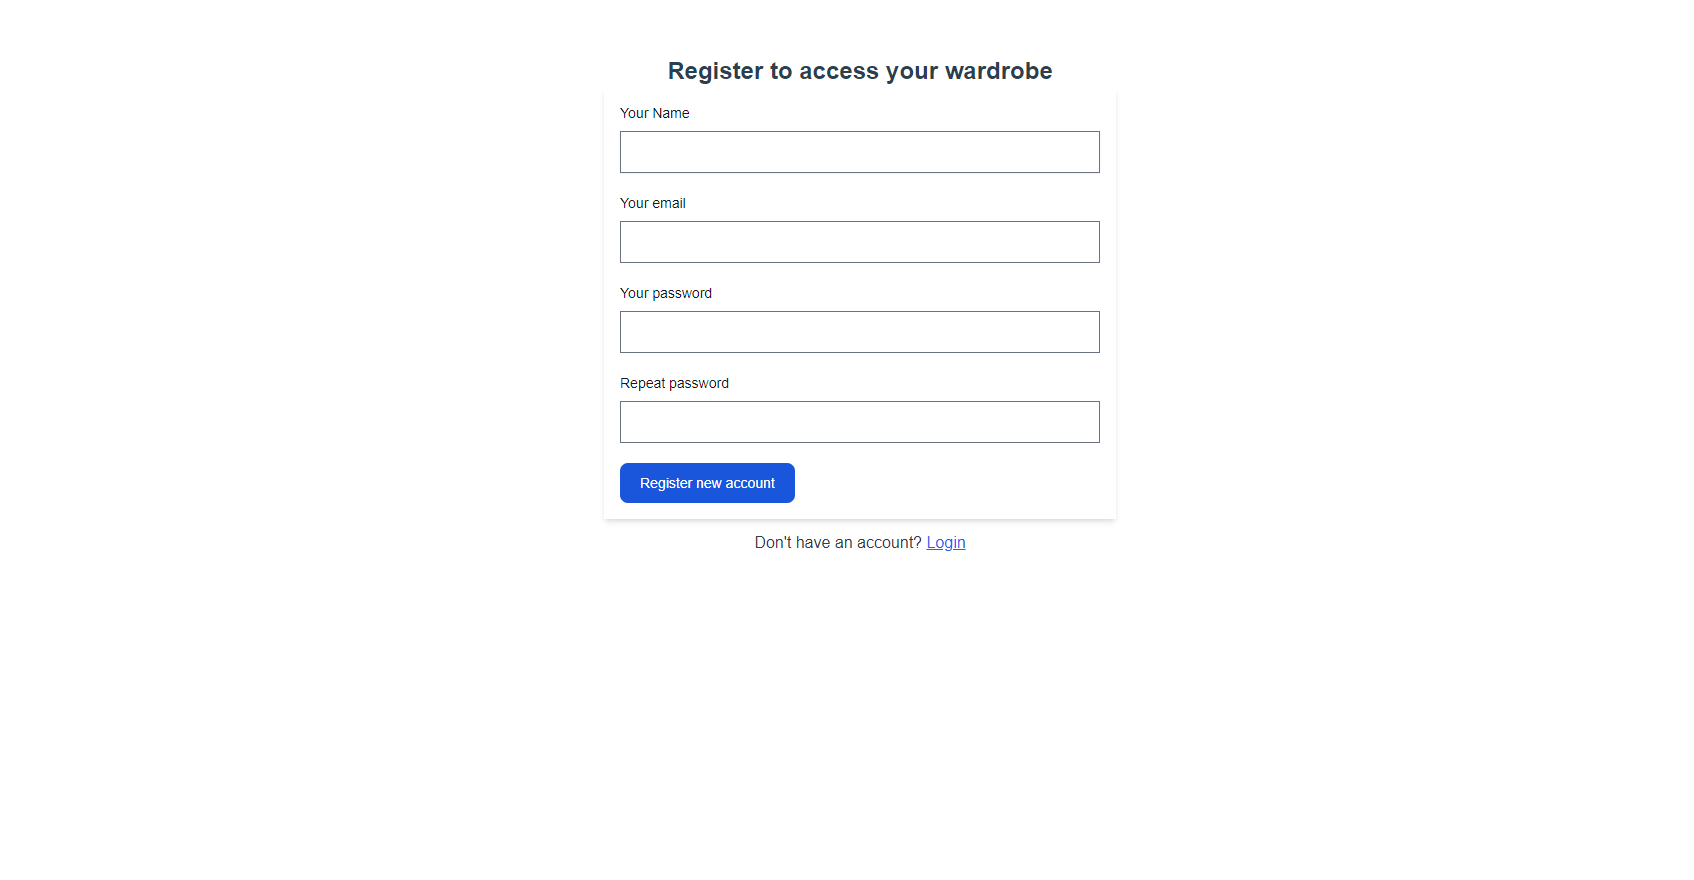 Register to access your wardrobe
Your Name
Your email
Your password
Repeat password
Register new account
Don't have an account? Login